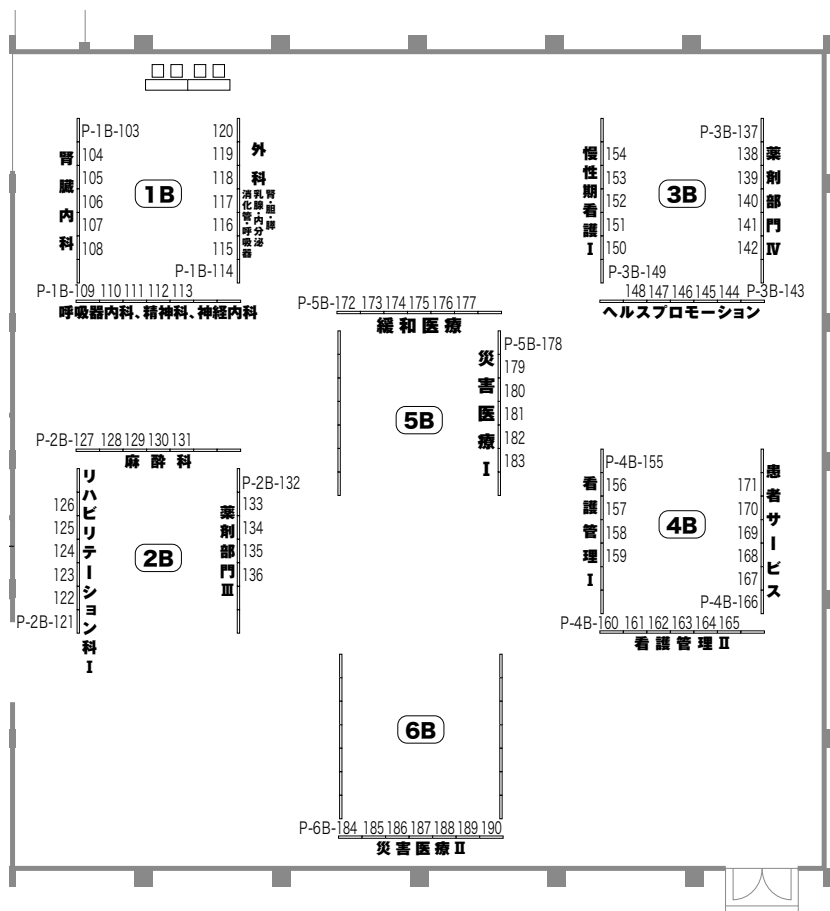 P-1B-103
104
105
106
107
108
腎臓内科
1B
120
119
118
117
116
115
P-1B-114
外科
腎・胆・膵
乳腺・内分泌
消化管・呼吸器
P-1B-109 110 111 112 113
呼吸器内科、精神科、神経内科
P-3B-137
138
139
140
141
142
薬剤部門Ⅳ
3B
154
153
152
151
150
P-3B-149
慢性期看護Ⅰ
148 147 146 145 144 P-3B-143
ヘルスプロモーション
P-5B-172 173 174 175 176 177
緩和医療
P-5B-178
179
180
181
182
183
災害医療Ⅰ
5B
P-2B-127 128 129 130 131
麻酔科
P-2B-132
133
134
135
136
薬剤部門Ⅲ
2B
126
125
124
123
122
P-2B-121
リハビリテーション科Ⅰ
P-4B-155
156
157
158
159
看護管理Ⅰ
4B
171
170
169
168
167
P-4B-166
患者サービス
P-4B-160 161 162 163 164 165
看護管理Ⅱ
6B
P-6B-184 185 186 187 188 189 190
災害医療Ⅱ